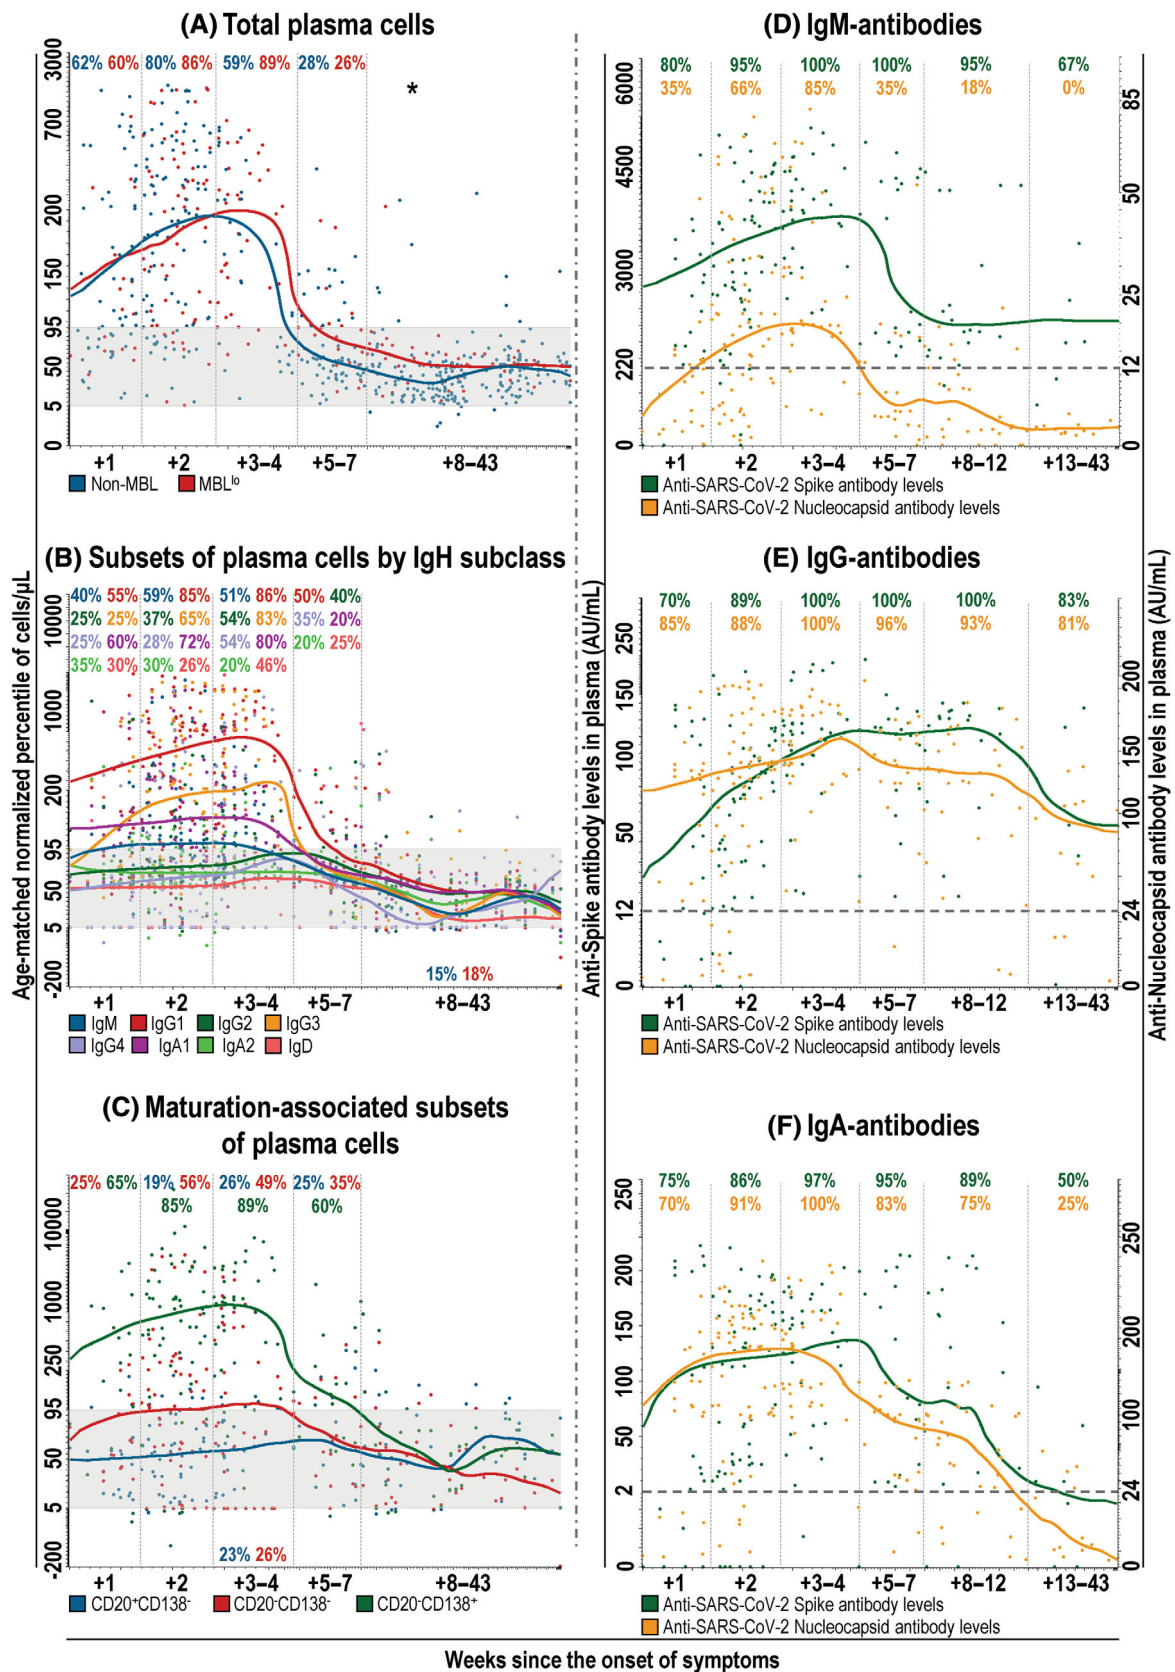 (A) Total plasma cells
62% 60% 80% 86% 59% 89% 28% 26%
*
3000
700
200
150
95
50
5
0
+1 +2 +3–4 +5–7 +8–43
Non-MBL MBLlo
(B) Subsets of plasma cells by IgH subclass
40% 55% 59% 85% 51% 86% 50% 40%
25% 25% 37% 65% 54% 83% 35% 20%
25% 60% 28% 72% 54% 80% 20% 25%
35% 30% 30% 26% 20% 46%
10000
1000
200
95
50
5
-200
15% 18%
+1 +2 +3–4 +5–7 +8–43
IgM IgG1 IgG2 IgG3
IgG4 IgA1 IgA2 IgD
Age-matched normalized percentile of cells/µL
(C) Maturation-associated subsets
of plasma cells
25% 65% 19% 56% 26% 49% 25% 35%
85% 89% 60%
10000
1000
250
95
50
5
-200
23% 26%
+1 +2 +3–4 +5–7 +8–43
CD20+CD138- CD20-CD138- CD20-CD138+
(D) IgM-antibodies
80% 95% 100% 100% 95% 67%
35% 66% 85% 35% 18% 0%
6000
4500
3000
220
0
85
50
25
12
0
+1 +2 +3–4 +5–7 +8–12 +13–43
Anti-SARS-CoV-2 Spike antibody levels
Anti-SARS-CoV-2 Nucleocapsid antibody levels
(E) IgG-antibodies
70% 89% 100% 100% 100% 83%
85% 88% 100% 96% 93% 81%
250
150
100
50
12
0
200
150
100
24
0
+1 +2 +3–4 +5–7 +8–12 +13–43
Anti-SARS-CoV-2 Spike antibody levels
Anti-SARS-CoV-2 Nucleocapsid antibody levels
Anti-Spike antibody levels in plasma (AU/mL)
Anti-Nucleocapsid antibody levels in plasma (AU/mL)
(F) IgA-antibodies
75% 86% 97% 95% 89% 50%
70% 91% 100% 83% 75% 25%
250
200
150
100
50
2
0
250
200
100
24
0
+1 +2 +3–4 +5–7 +8–12 +13–43
Anti-SARS-CoV-2 Spike antibody levels
Anti-SARS-CoV-2 Nucleocapsid antibody levels
Weeks since the onset of symptoms